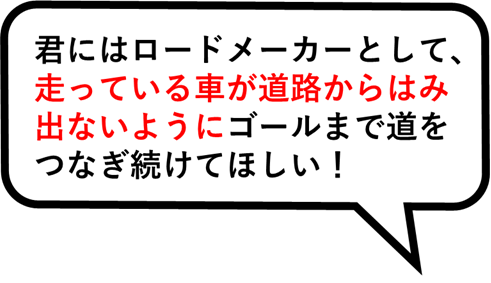 君にはロードメーカーとして、
走っている車が道路からはみ
出ないようにゴールまで道を
つなぎ続けてほしい！